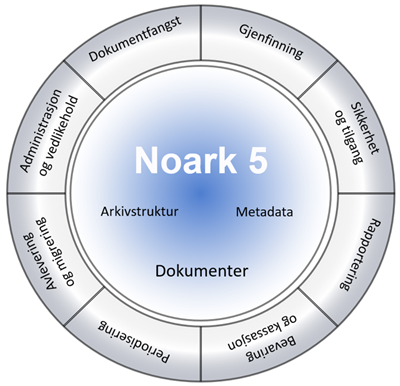 Dokumentfangst
Gjenfinning
Sikkerhet
og tilgang
Rapportering
Bevaring
og kassasjon
Periodisering
Avlevering
og migrering
Administrasjon
og vedlikehold
Noark 5
Arkivstruktur
Metadata
Dokumenter